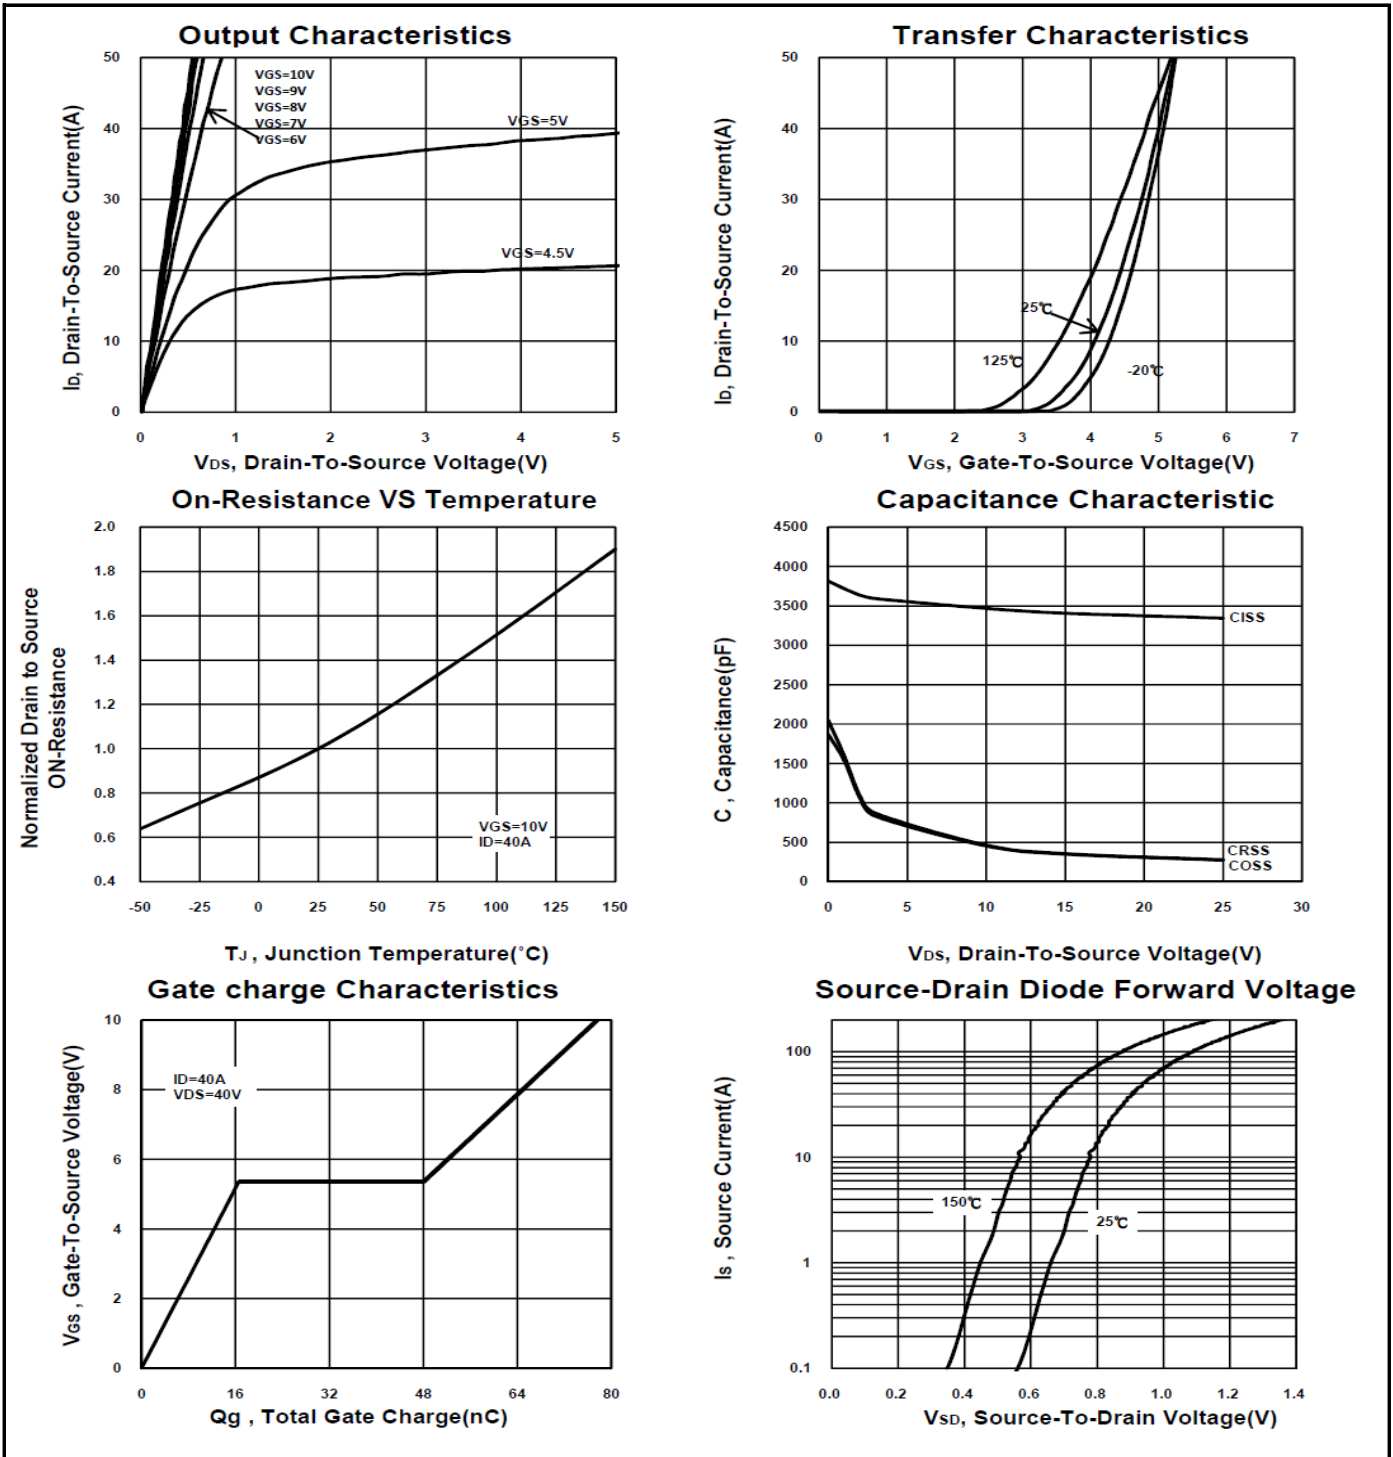 Output Characteristics
ID, Drain-To-Source Current(A)
50
40
30
20
10
0
VGS=10V
VGS=9V
VGS=8V
VGS=7V
VGS=6V
VGS=5V
VGS=4.5V
0 1 2 3 4 5
VDS, Drain-To-Source Voltage(V)
Transfer Characteristics
ID, Drain-To-Source Current(A)
50
40
30
20
10
0
25℃
125℃
-20℃
0 1 2 3 4 5 6 7
VGS, Gate-To-Source Voltage(V)
On-Resistance VS Temperature
Normalized Drain to Source
ON-Resistance
2.0
1.8
1.6
1.4
1.2
1.0
0.8
0.6
0.4
VGS=10V
ID=40A
-50 -25 0 25 50 75 100 125 150
TJ , Junction Temperature(˚C)
Capacitance Characteristic
C , Capacitance(pF)
4500
4000
3500
3000
2500
2000
1500
1000
500
0
CISS
CRSS
COSS
0 5 10 15 20 25 30
VDS, Drain-To-Source Voltage(V)
Gate charge Characteristics
VGS , Gate-To-Source Voltage(V)
10
8
6
4
2
0
ID=40A
VDS=40V
0 16 32 48 64 80
Qg , Total Gate Charge(nC)
Source-Drain Diode Forward Voltage
IS , Source Current(A)
100
10
1
0.1
150℃
25℃
0.0 0.2 0.4 0.6 0.8 1.0 1.2 1.4
VSD, Source-To-Drain Voltage(V)